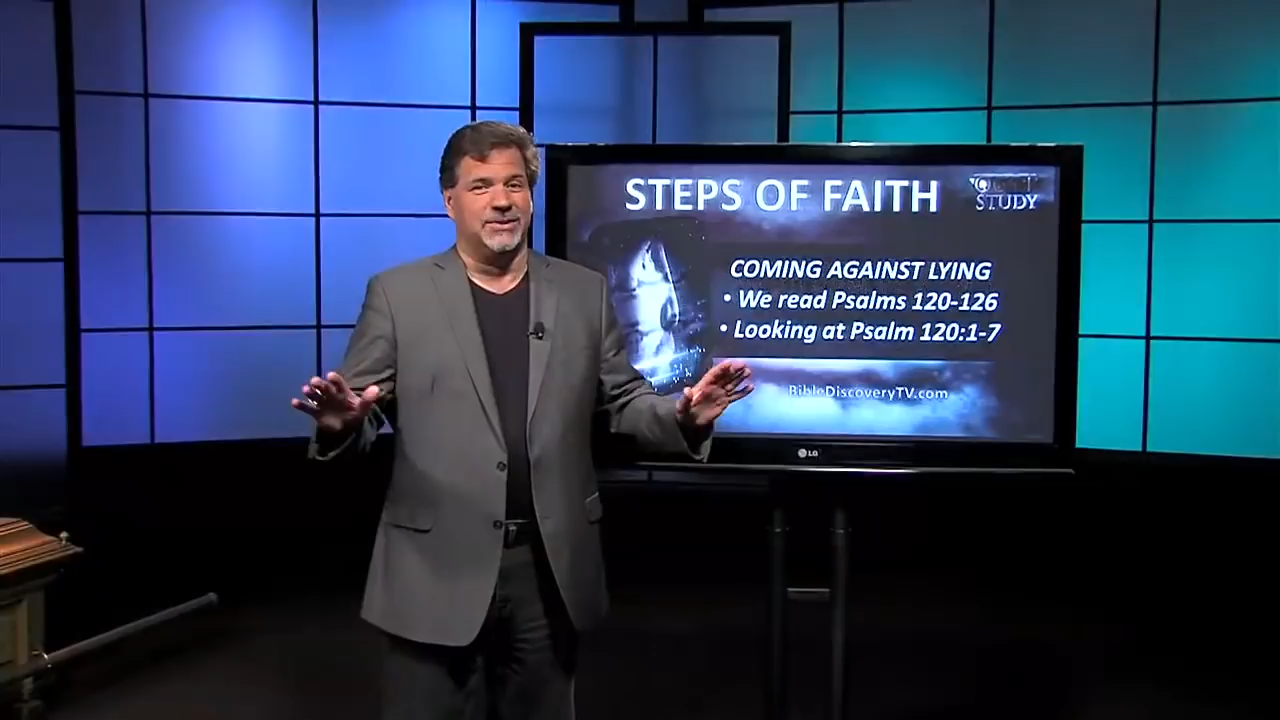 STEPS OF FAITH
STUDY
COMING AGAINST LYING
• We read Psalms 120-126
• Looking at Psalm 120:1-7
BibleDiscoveryTV.com
LG